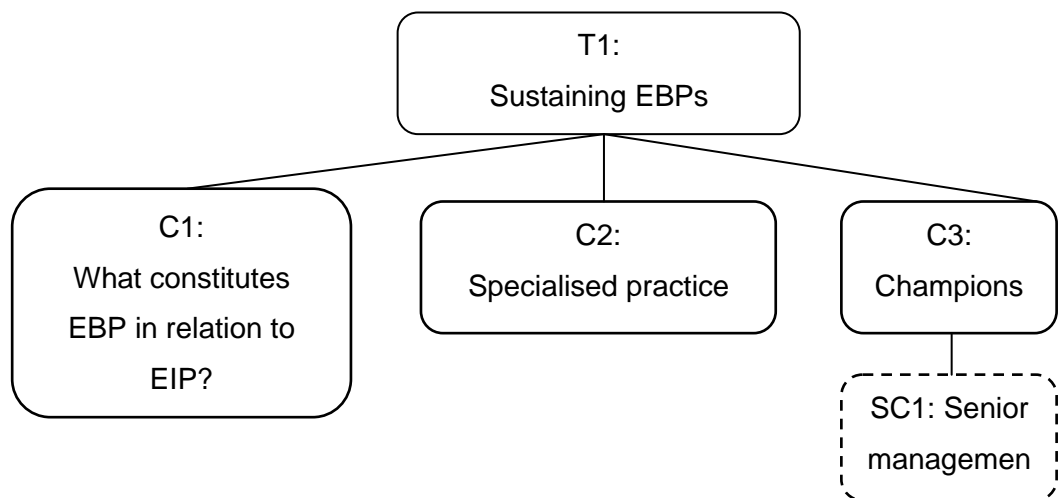 T1:
Sustaining EBPs
C1:
What constitutes
EBP in relation to
EIP?
C2:
Specialised practice
C3:
Champions
SC1: Senior
managemen